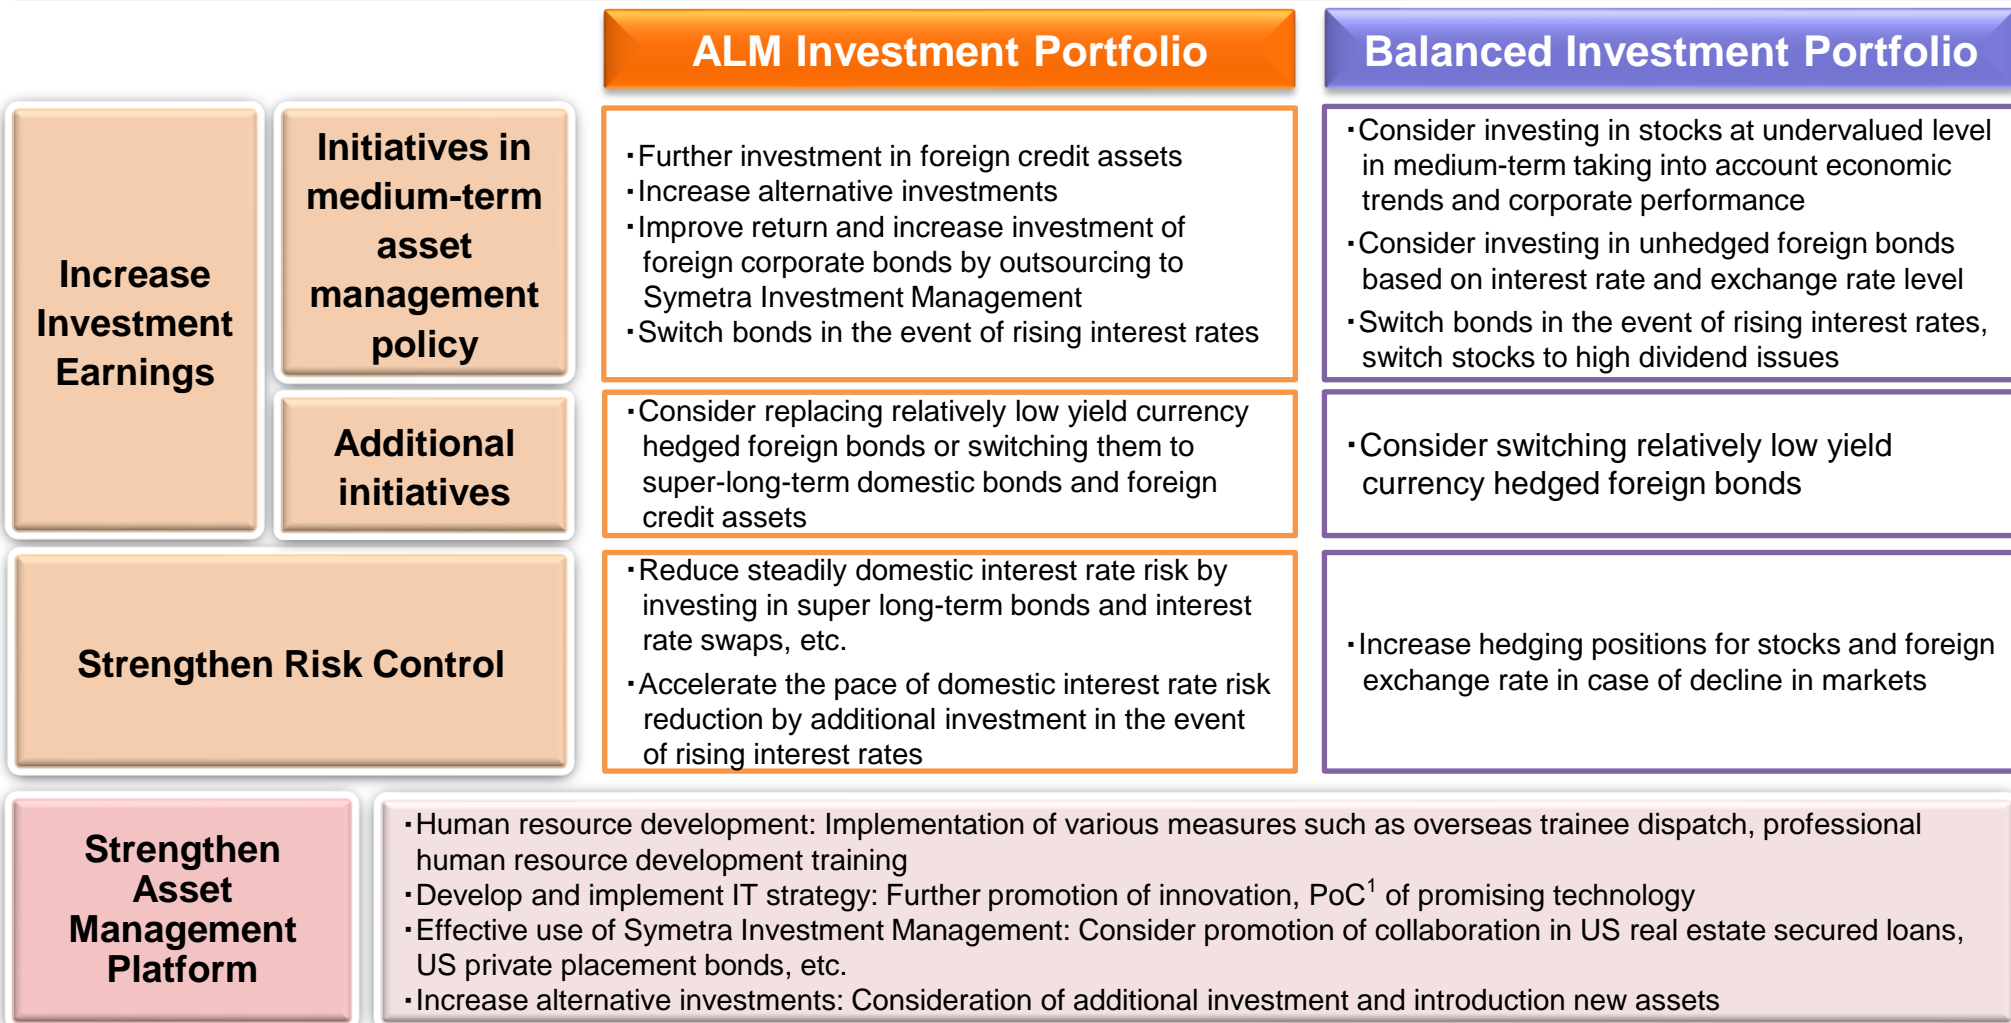 ALM Investment Portfolio
Balanced Investment Portfolio
Increase
Investment
Earnings
Initiatives in
medium-term
asset
management
policy
・Further investment in foreign credit assets
・Increase alternative investments
・Improve return and increase investment of
foreign corporate bonds by outsourcing to
Symetra Investment Management
・Switch bonds in the event of rising interest rates
・Consider investing in stocks at undervalued level
in medium-term taking into account economic
trends and corporate performance
・Consider investing in unhedged foreign bonds
based on interest rate and exchange rate level
・Switch bonds in the event of rising interest rates,
switch stocks to high dividend issues
Additional
initiatives
・Consider replacing relatively low yield currency
hedged foreign bonds or switching them to
super-long-term domestic bonds and foreign
credit assets
・Consider switching relatively low yield
currency hedged foreign bonds
Strengthen Risk Control
・Reduce steadily domestic interest rate risk by
investing in super long-term bonds and interest
rate swaps, etc.
・Accelerate the pace of domestic interest rate risk
reduction by additional investment in the event
of rising interest rates
・Increase hedging positions for stocks and foreign
exchange rate in case of decline in markets
Strengthen
Asset
Management
Platform
・Human resource development: Implementation of various measures such as overseas trainee dispatch, professional
human resource development training
・Develop and implement IT strategy: Further promotion of innovation, PoC¹ of promising technology
・Effective use of Symetra Investment Management: Consider promotion of collaboration in US real estate secured loans,
US private placement bonds, etc.
・Increase alternative investments: Consideration of additional investment and introduction new assets